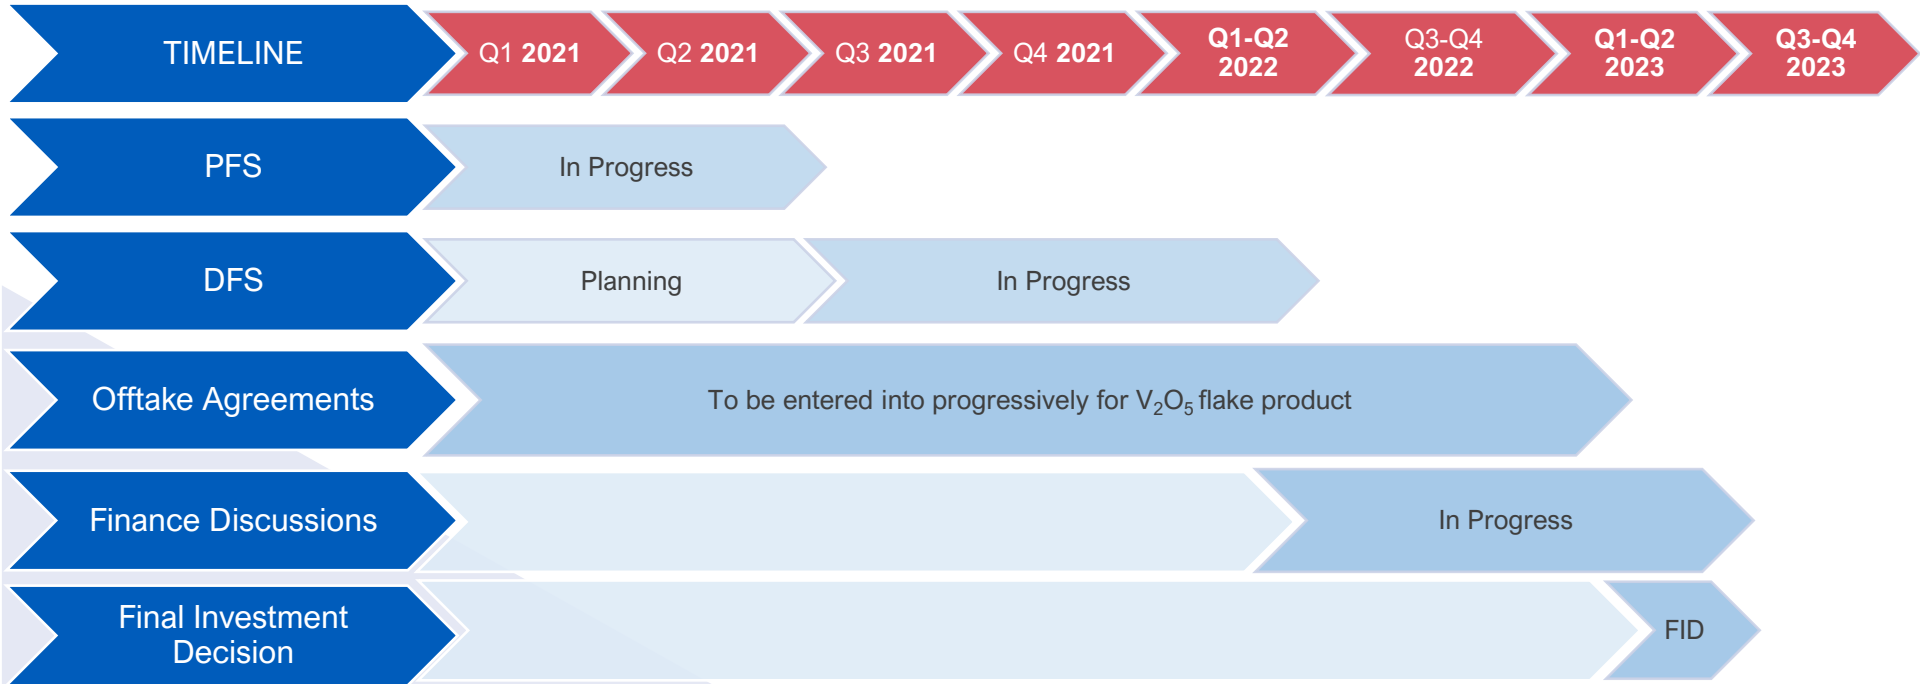 TIMELINE
Q1 2021
Q2 2021
Q3 2021
Q4 2021
Q1-Q2
2022
Q3-Q4
2022
Q1-Q2
2023
Q3-Q4
2023
PFS
In Progress
DFS
Planning
In Progress
Offtake Agreements
To be entered into progressively for V₂O₅ flake product
Finance Discussions
In Progress
Final Investment
Decision
FID